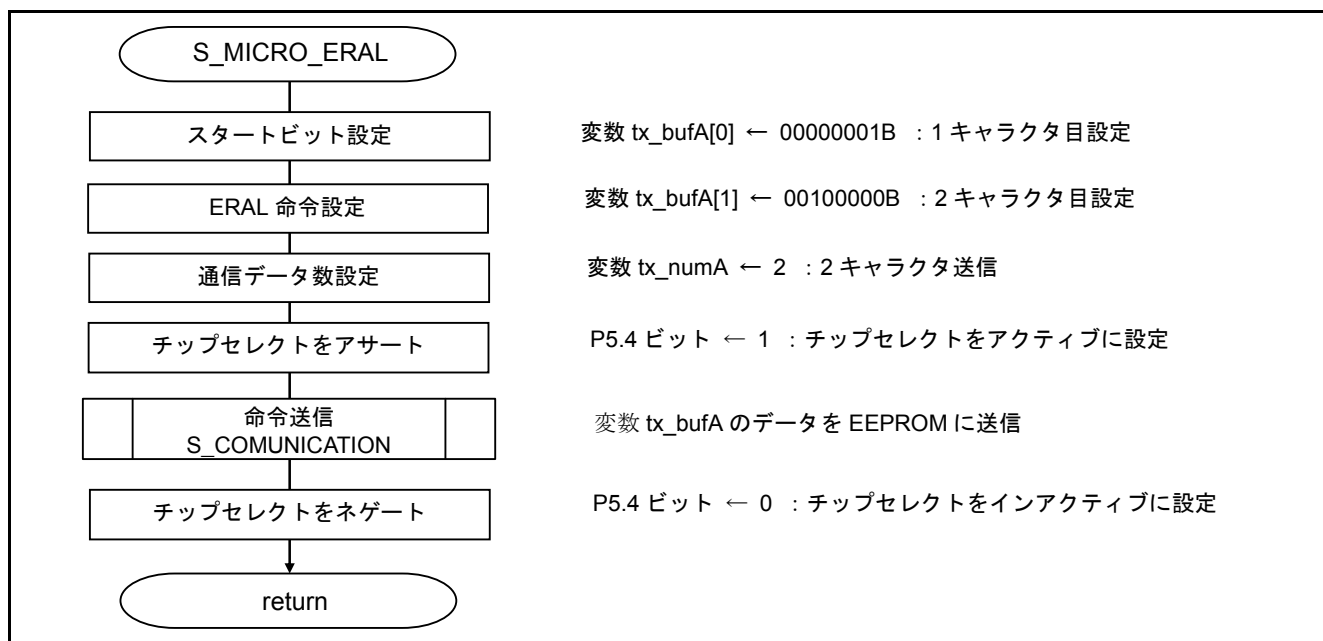 S_MICRO_ERAL
スタートビット設定
変数 tx_bufA[0] ← 00000001B ：1 キャラクタ目設定
ERAL 命令設定
変数 tx_bufA[1] ← 00100000B ：2 キャラクタ目設定
通信データ数設定
変数 tx_numA ← 2 ：2 キャラクタ送信
チップセレクトをアサート
P5.4 ビット ← 1 ：チップセレクトをアクティブに設定
命令送信
S_COMUNICATION
変数 tx_bufA のデータを EEPROM に送信
チップセレクトをネゲート
P5.4 ビット ← 0 ：チップセレクトをインアクティブに設定
return